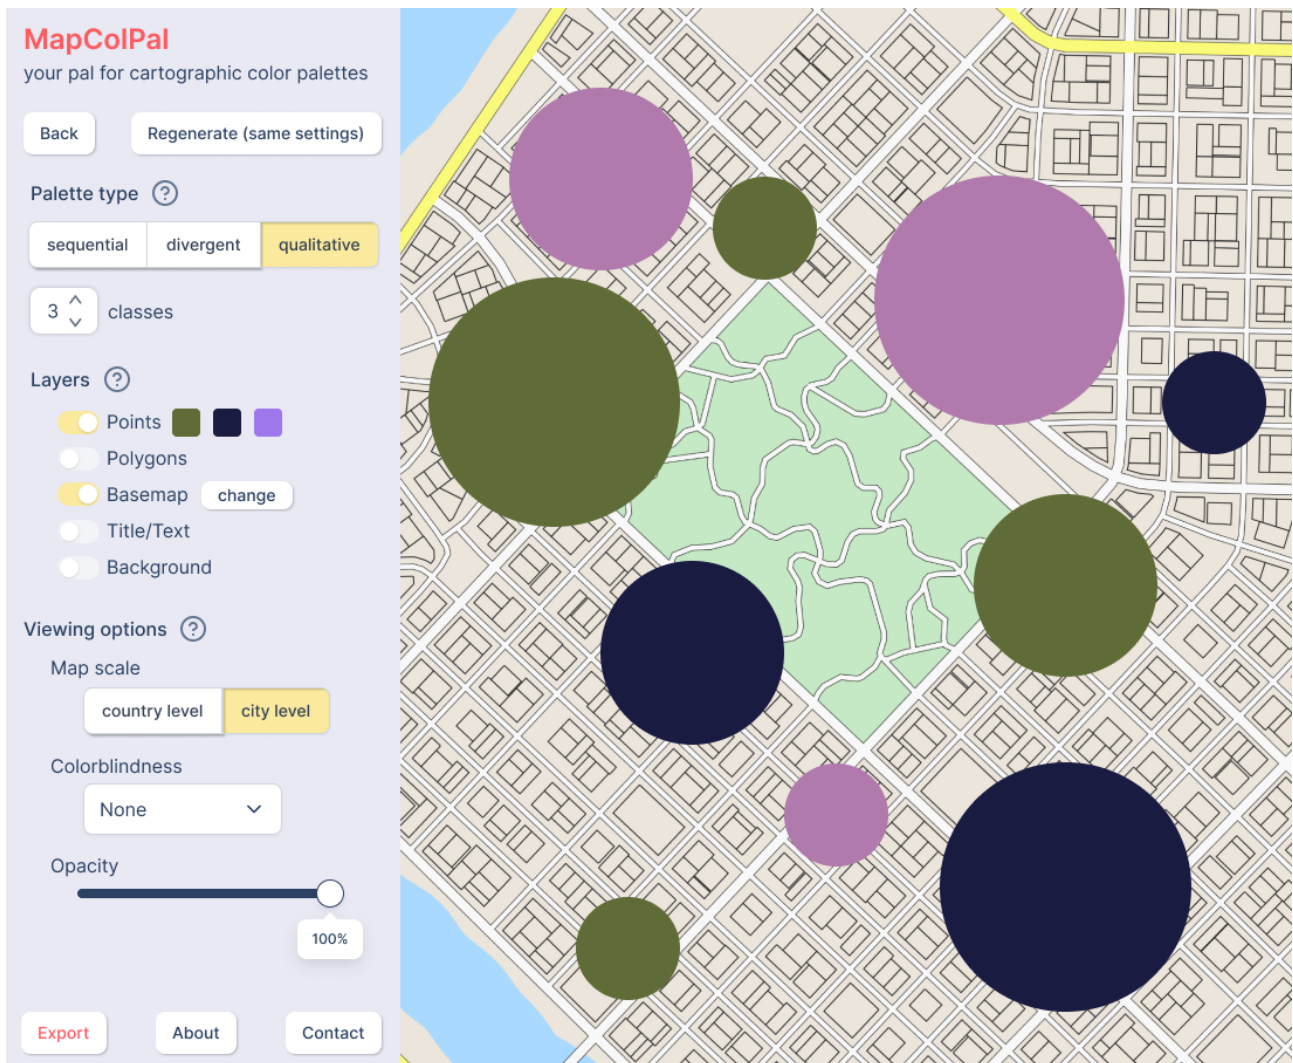 MapColPal
your pal for cartographic color palettes
Back
Regenerate (same settings)
Palette type ?
sequential
divergent
qualitative
3
classes
Layers ?
Points
Polygons
Basemap
change
Title/Text
Background
Viewing options ?
Map scale
country level
city level
Colorblindness
None
Opacity
100%
Export
About
Contact